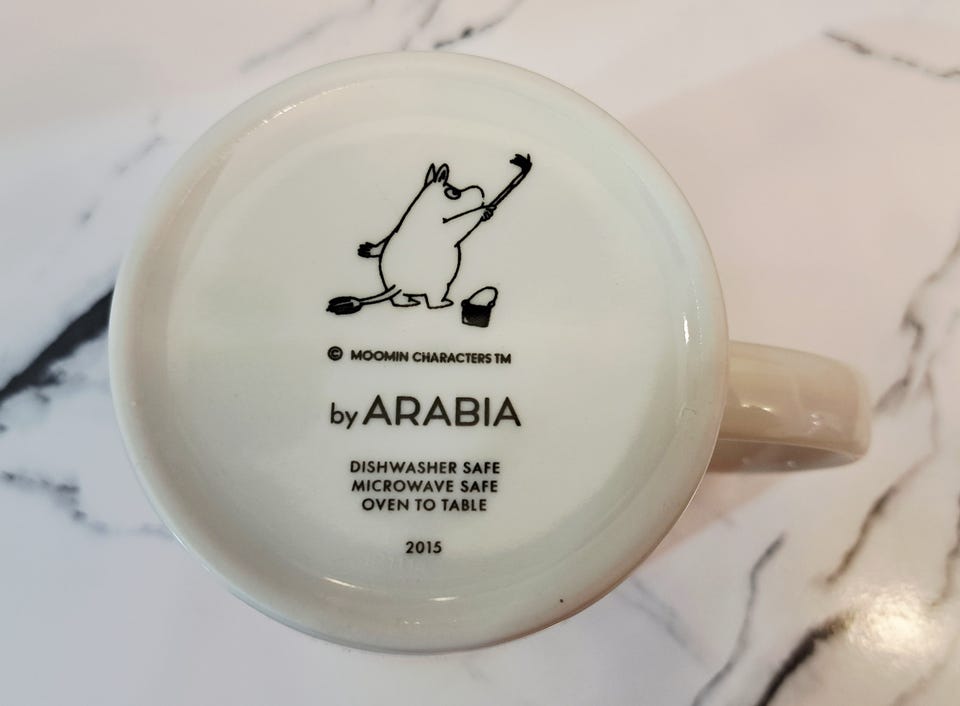 © MOOMIN CHARACTERS TM
by ARABIA
DISHWASHER SAFE
MICROWAVE SAFE
OVEN TO TABLE
2015